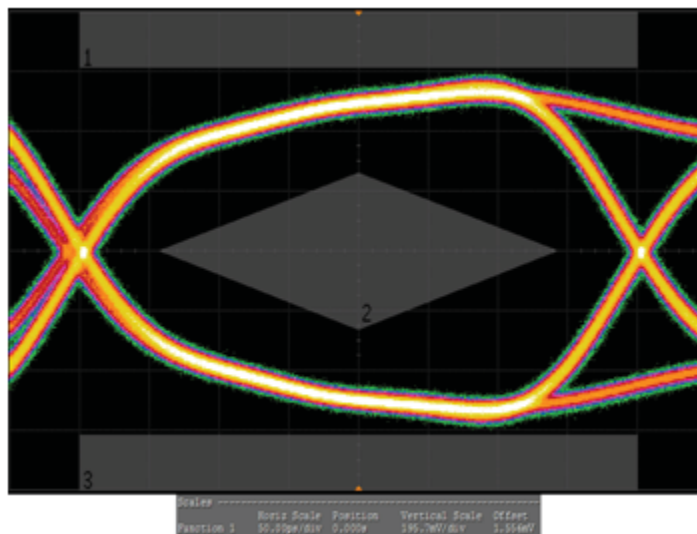 1
2
3
Scales
Horiz Scale Position Vertical Scale Offset
Function 1 50.00ps/div 0.000s 195.7mV/div 1.556mV